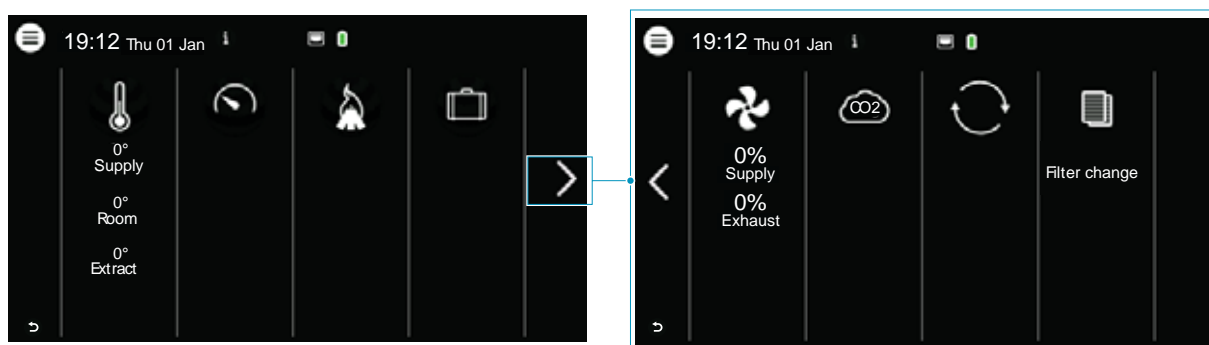 19:12 Thu 01 Jan i
0°
Supply
0°
Room
0°
Extract
19:12 Thu 01 Jan i
CO2
0%
Supply
0%
Exhaust
Filter change